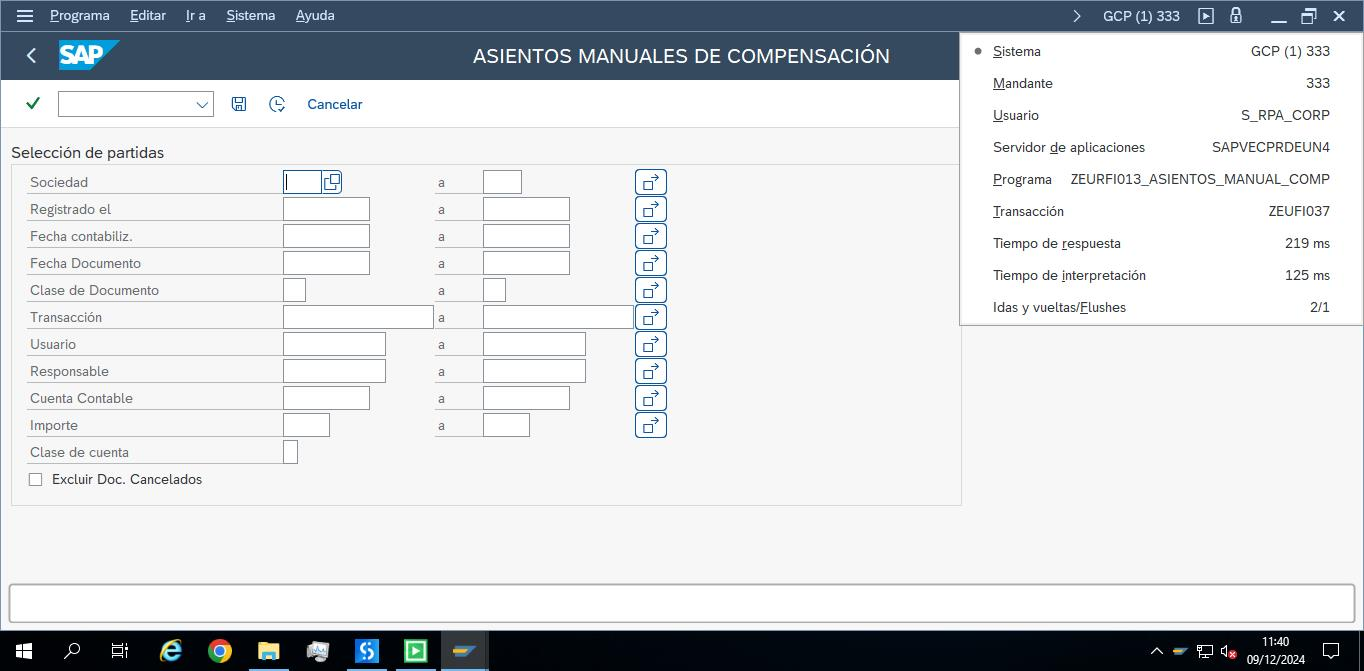 Programa Editar Ir a Sistema Ayuda GCP (1) 333
SAP ASIENTOS MANUALES DE COMPENSACIÓN
Sistema GCP (1) 333
Mandante 333
Usuario S_RPA_CORP
Servidor de aplicaciones SAPVECPRDEUN4
Programa ZEURFI013_ASIENTOS_MANUAL_COMP
Transacción ZEUFI037
Tiempo de respuesta 219 ms
Tiempo de interpretación 125 ms
Idas y vueltas/Flushes 2/1
Cancelar
Selección de partidas
Sociedad a
Registrado el a
Fecha contabiliz. a
Fecha Documento a
Clase de Documento a
Transacción a
Usuario a
Responsable a
Cuenta Contable a
Importe a
Clase de cuenta
Excluir Doc. Cancelados
11:40
09/12/2024